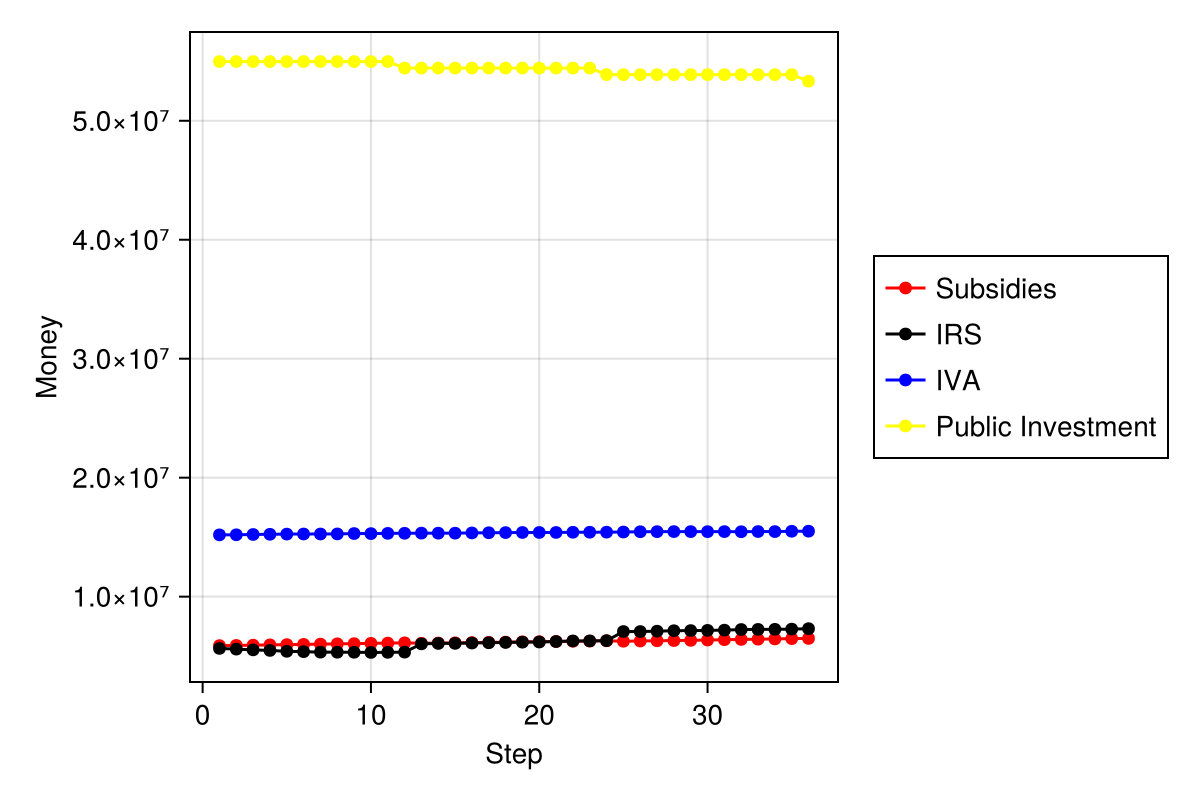 5.0×10⁷
4.0×10⁷
3.0×10⁷
2.0×10⁷
1.0×10⁷
Money
0 10 20 30
Step
Subsidies
IRS
IVA
Public Investment